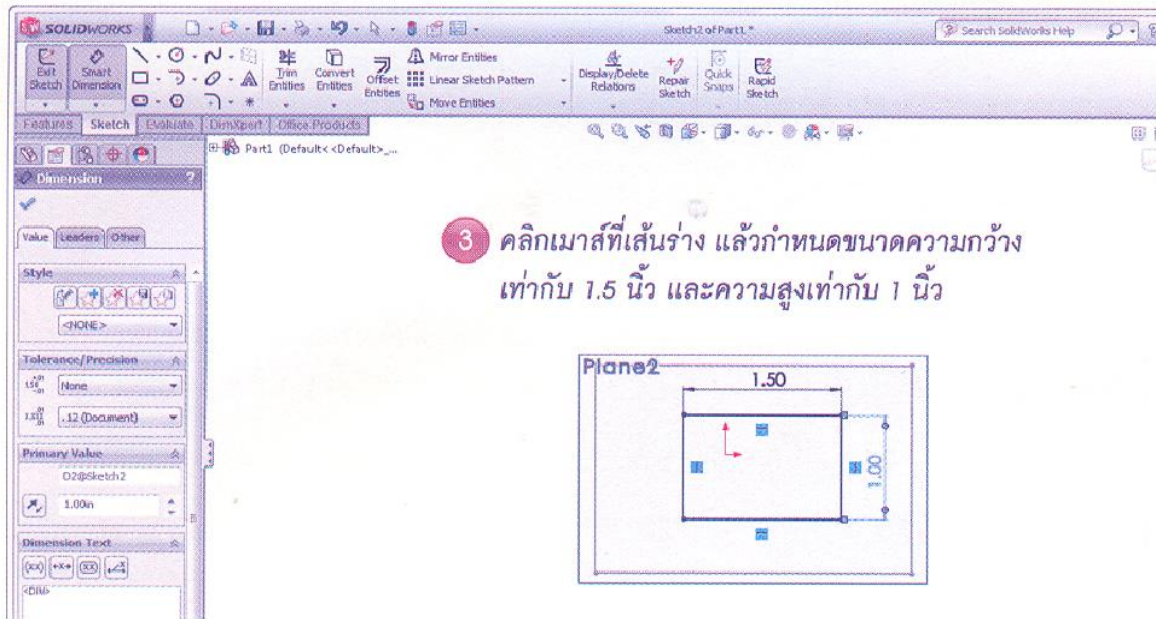 SOLIDWORKS
Sketch2 of Part1 *
Search SolidWorks Help
Exit Sketch
Smart Dimension
Trim Entities
Convert Entities
Offset Entities
Mirror Entities
Linear Sketch Pattern
Move Entities
Display/Delete Relations
Repair Sketch
Quick Snaps
Rapid Sketch
Features Sketch Evaluate DimXpert Office Products
Part1 (Default<<Default>_...
Dimension ?
Value Leaders Other
Style
<NONE>
Tolerance/Precision
None
.12 (Document)
Primary Value
D2@Sketch2
1.00in
Dimension Text
<DIM>
3 คลิกเมาส์ที่เส้นร่าง แล้วกำหนดขนาดความกว้าง
เท่ากับ 1.5 นิ้ว และความสูงเท่ากับ 1 นิ้ว
Plane2
1.50
1.00